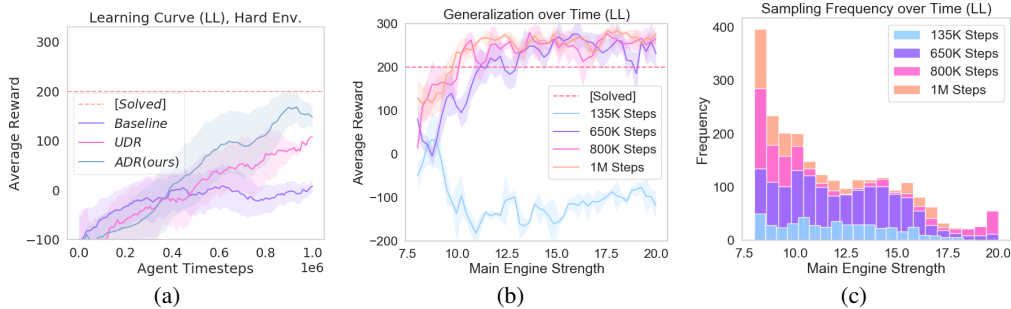 Learning Curve (LL), Hard Env.
Average Reward
300
200
100
0
−100
[Solved]
Baseline
UDR
ADR(ours)
0.0 0.2 0.4 0.6 0.8 1.0
1e6
Agent Timesteps
(a)
Generalization over Time (LL)
Average Reward
300
200
100
0
−100
−200
[Solved]
135K Steps
650K Steps
800K Steps
1M Steps
7.5 10.0 12.5 15.0 17.5 20.0
Main Engine Strength
(b)
Sampling Frequency over Time (LL)
Frequency
400
300
200
100
0
135K Steps
650K Steps
800K Steps
1M Steps
7.5 10.0 12.5 15.0 17.5 20.0
Main Engine Strength
(c)